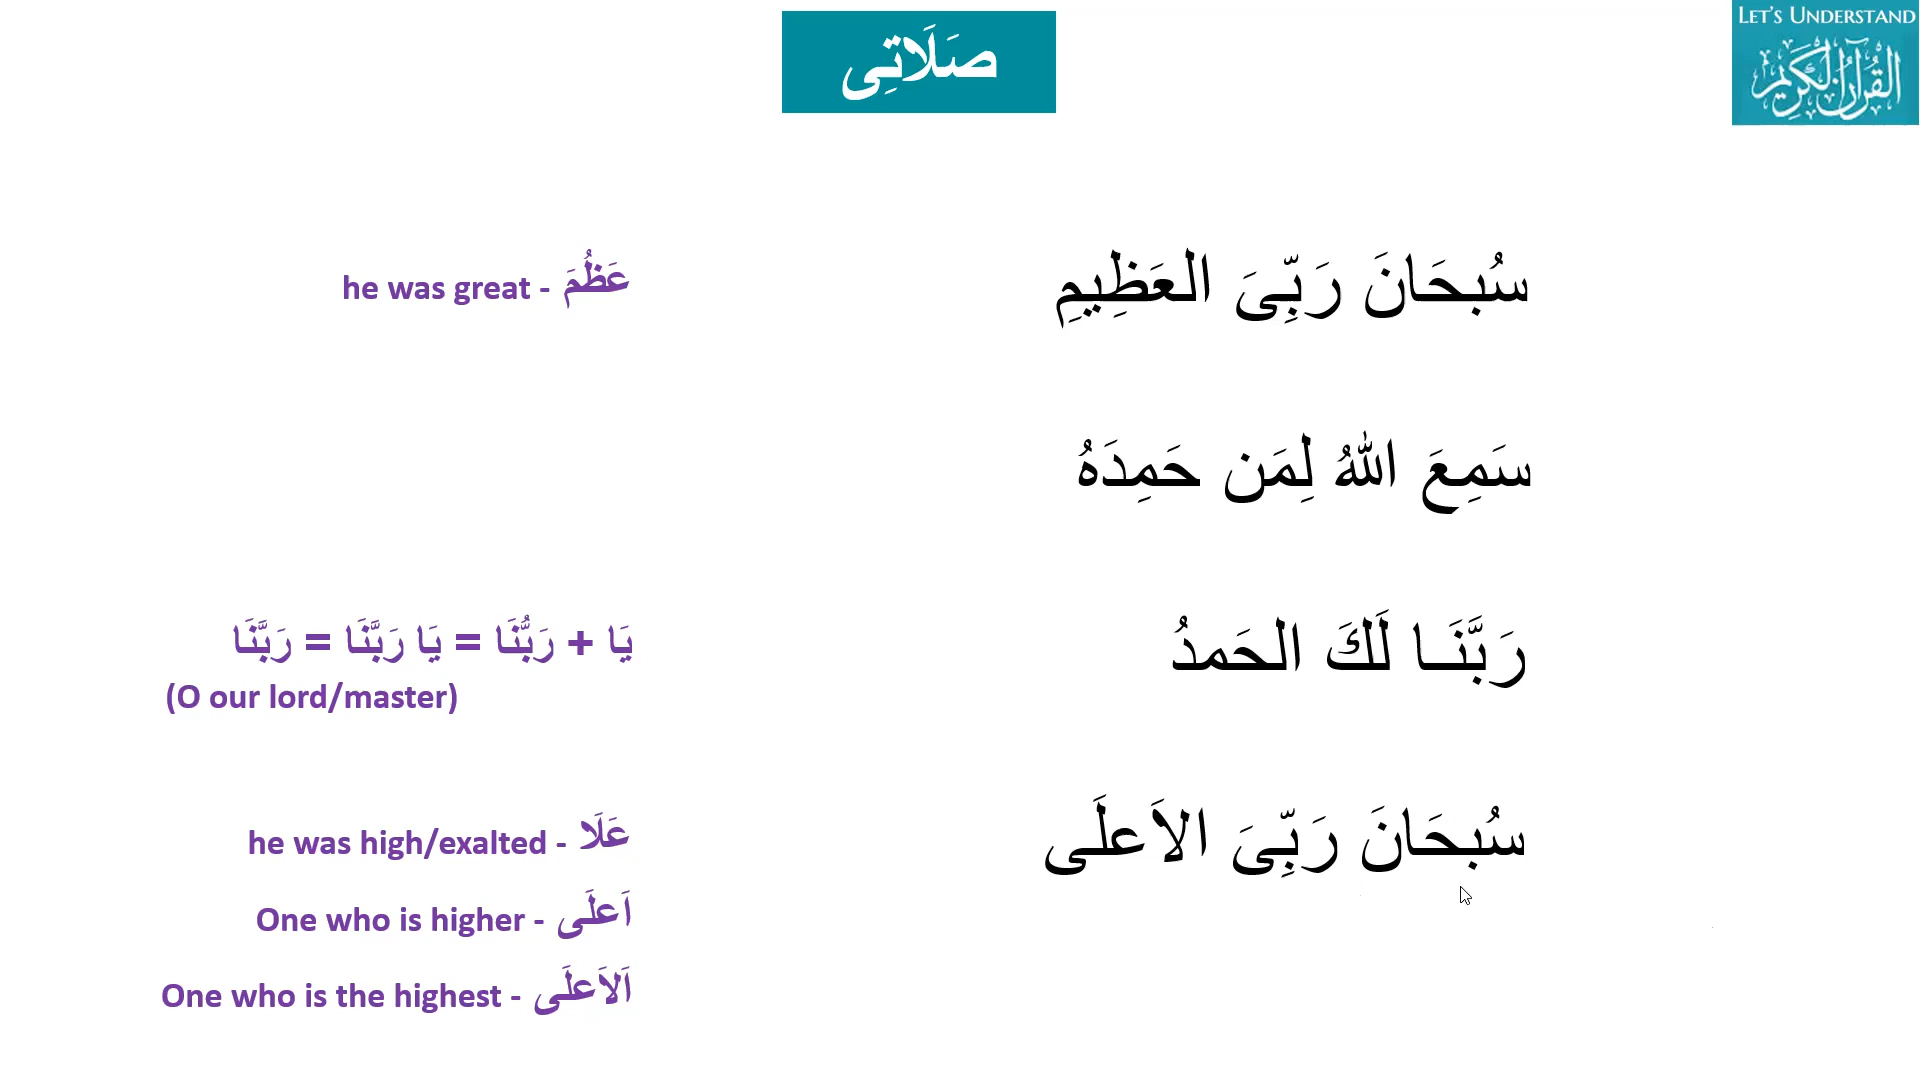 صَلَاتِى
LET'S UNDERSTAND
القُرآنُ الكَرِيم
سُبحَانَ رَبِّىَ العَظِيمِ
he was great - عَظُمَ
سَمِعَ اللهُ لِمَن حَمِدَهُ
رَبَّنَـا لَكَ الحَمدُ
يَا + رَبُّنَا = يَا رَبَّنَا = رَبَّنَا
(O our lord/master)
سُبحَانَ رَبِّىَ الاَعلَى
he was high/exalted - عَلَا
One who is higher - اَعلَى
One who is the highest - اَلاَعلَى